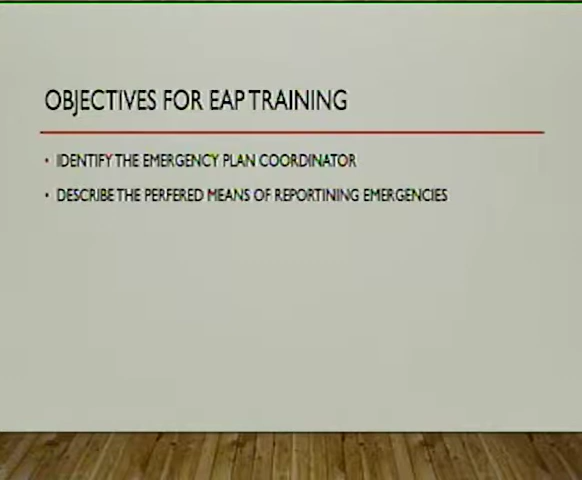 OBJECTIVES FOR EAP TRAINING
• IDENTIFY THE EMERGENCY PLAN COORDINATOR
• DESCRIBE THE PERFERED MEANS OF REPORTINING EMERGENCIES